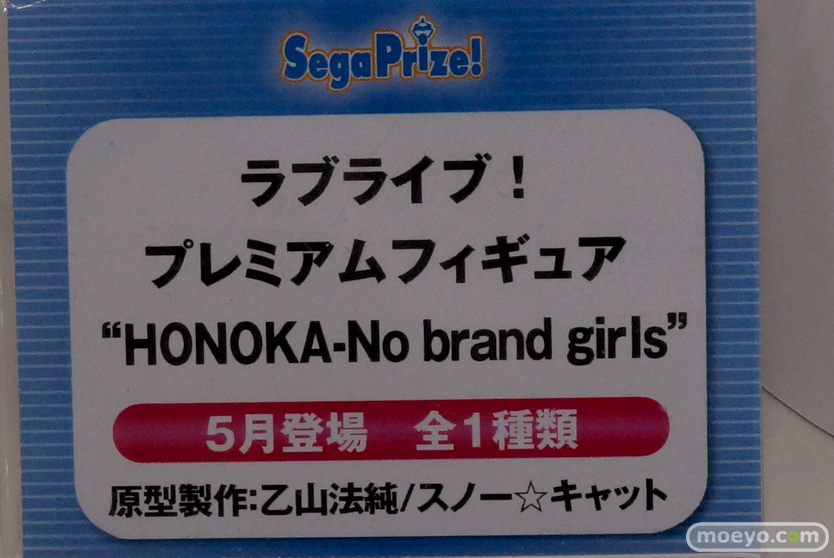 SegaPrize!
ラブライブ！
プレミアムフィギュア
“HONOKA-No brand girls”
5月登場　全1種類
原型製作:乙山法純/スノー☆キャット
moeyo.com